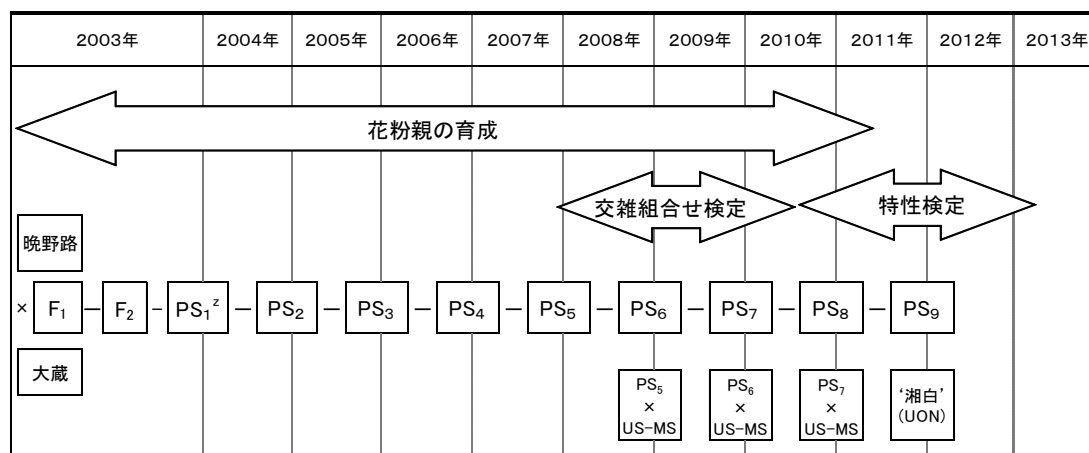 2003年 2004年 2005年 2006年 2007年 2008年 2009年 2010年 2011年 2012年 2013年
花粉親の育成
交雑組合せ検定 特性検定
晩野路
× F₁ − F₂ − PS₁ᶻ − PS₂ − PS₃ − PS₄ − PS₅ − PS₆ − PS₇ − PS₈ − PS₉
大蔵
PS₅
×
US-MS
PS₆
×
US-MS
PS₇
×
US-MS
‘湘白’
(UON)